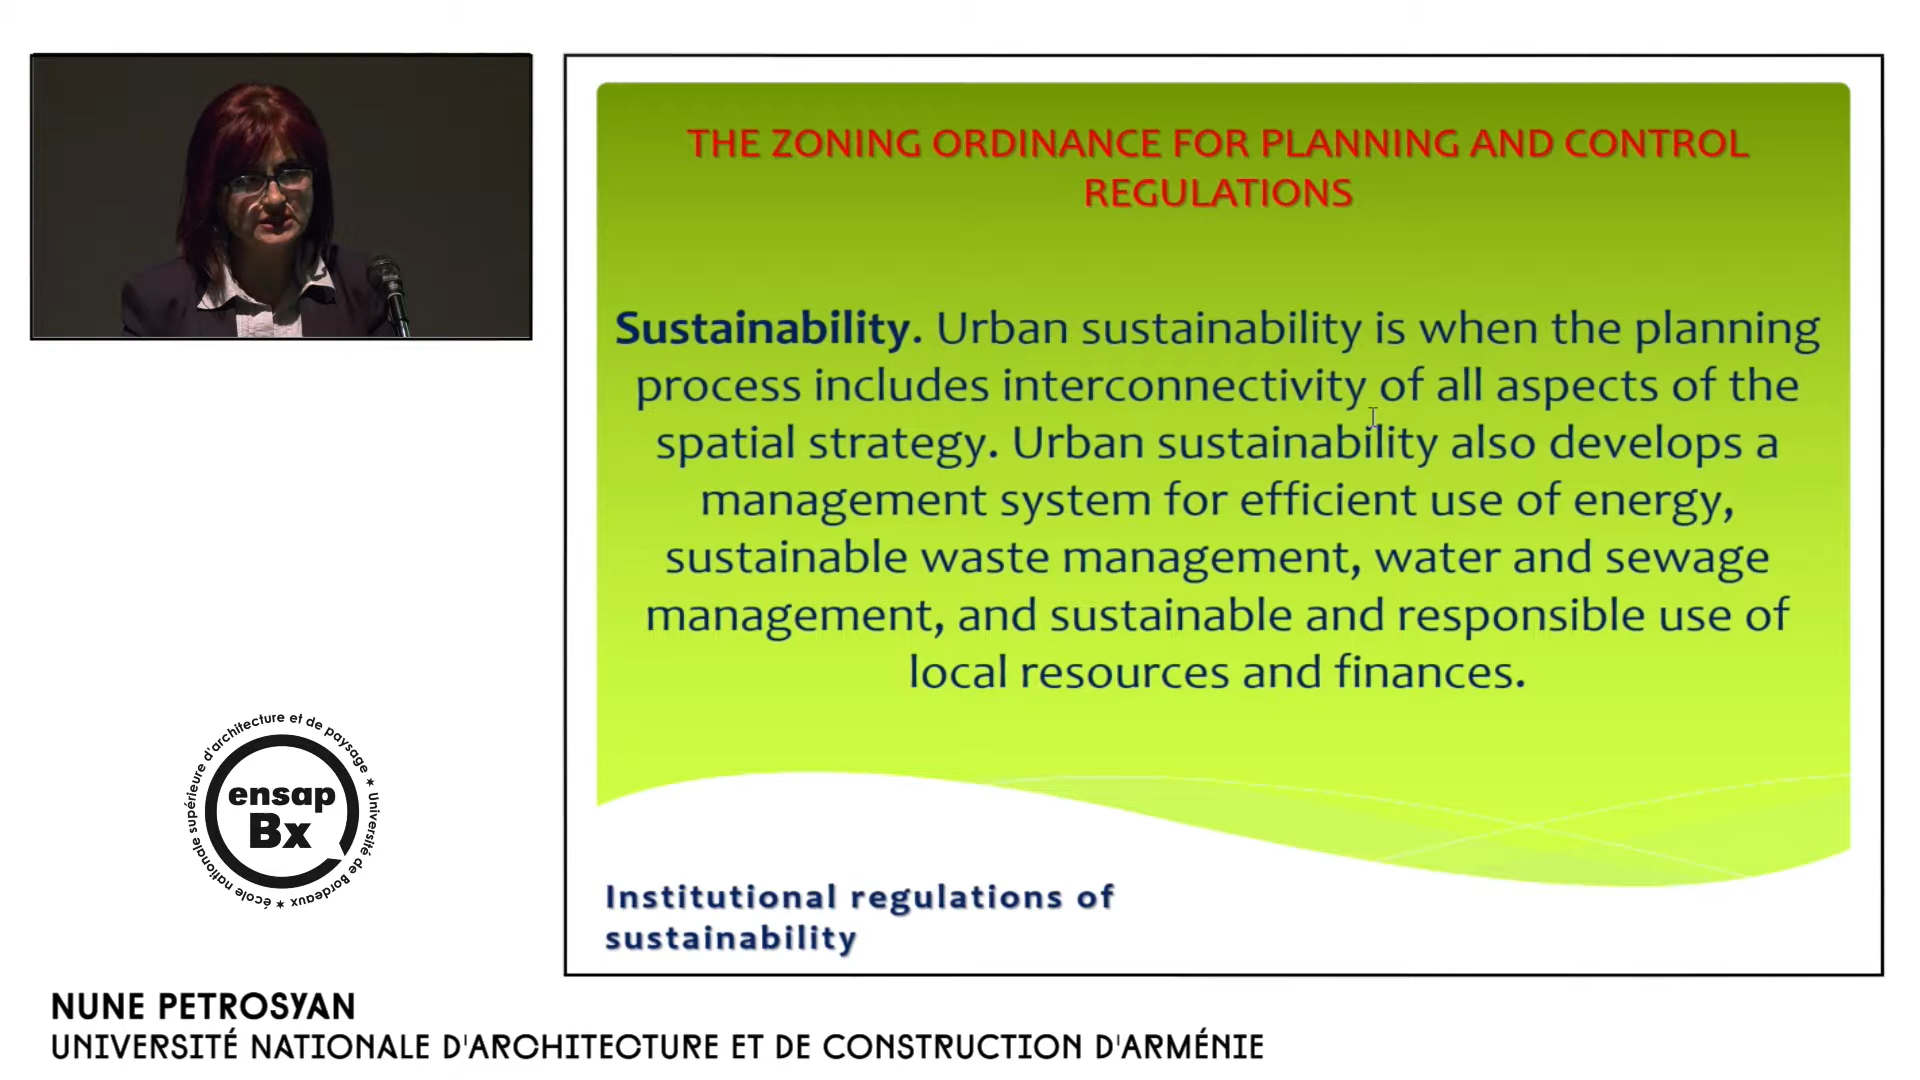 THE ZONING ORDINANCE FOR PLANNING AND CONTROL
REGULATIONS
Sustainability. Urban sustainability is when the planning
process includes interconnectivity of all aspects of the
spatial strategy. Urban sustainability also develops a
management system for efficient use of energy,
sustainable waste management, water and sewage
management, and sustainable and responsible use of
local resources and finances.
Institutional regulations of
sustainability
école nationale supérieure d'architecture et de paysage * Université de Bordeaux *
ensap
Bx
NUNE PETROSYAN
UNIVERSITÉ NATIONALE D'ARCHITECTURE ET DE CONSTRUCTION D'ARMÉNIE